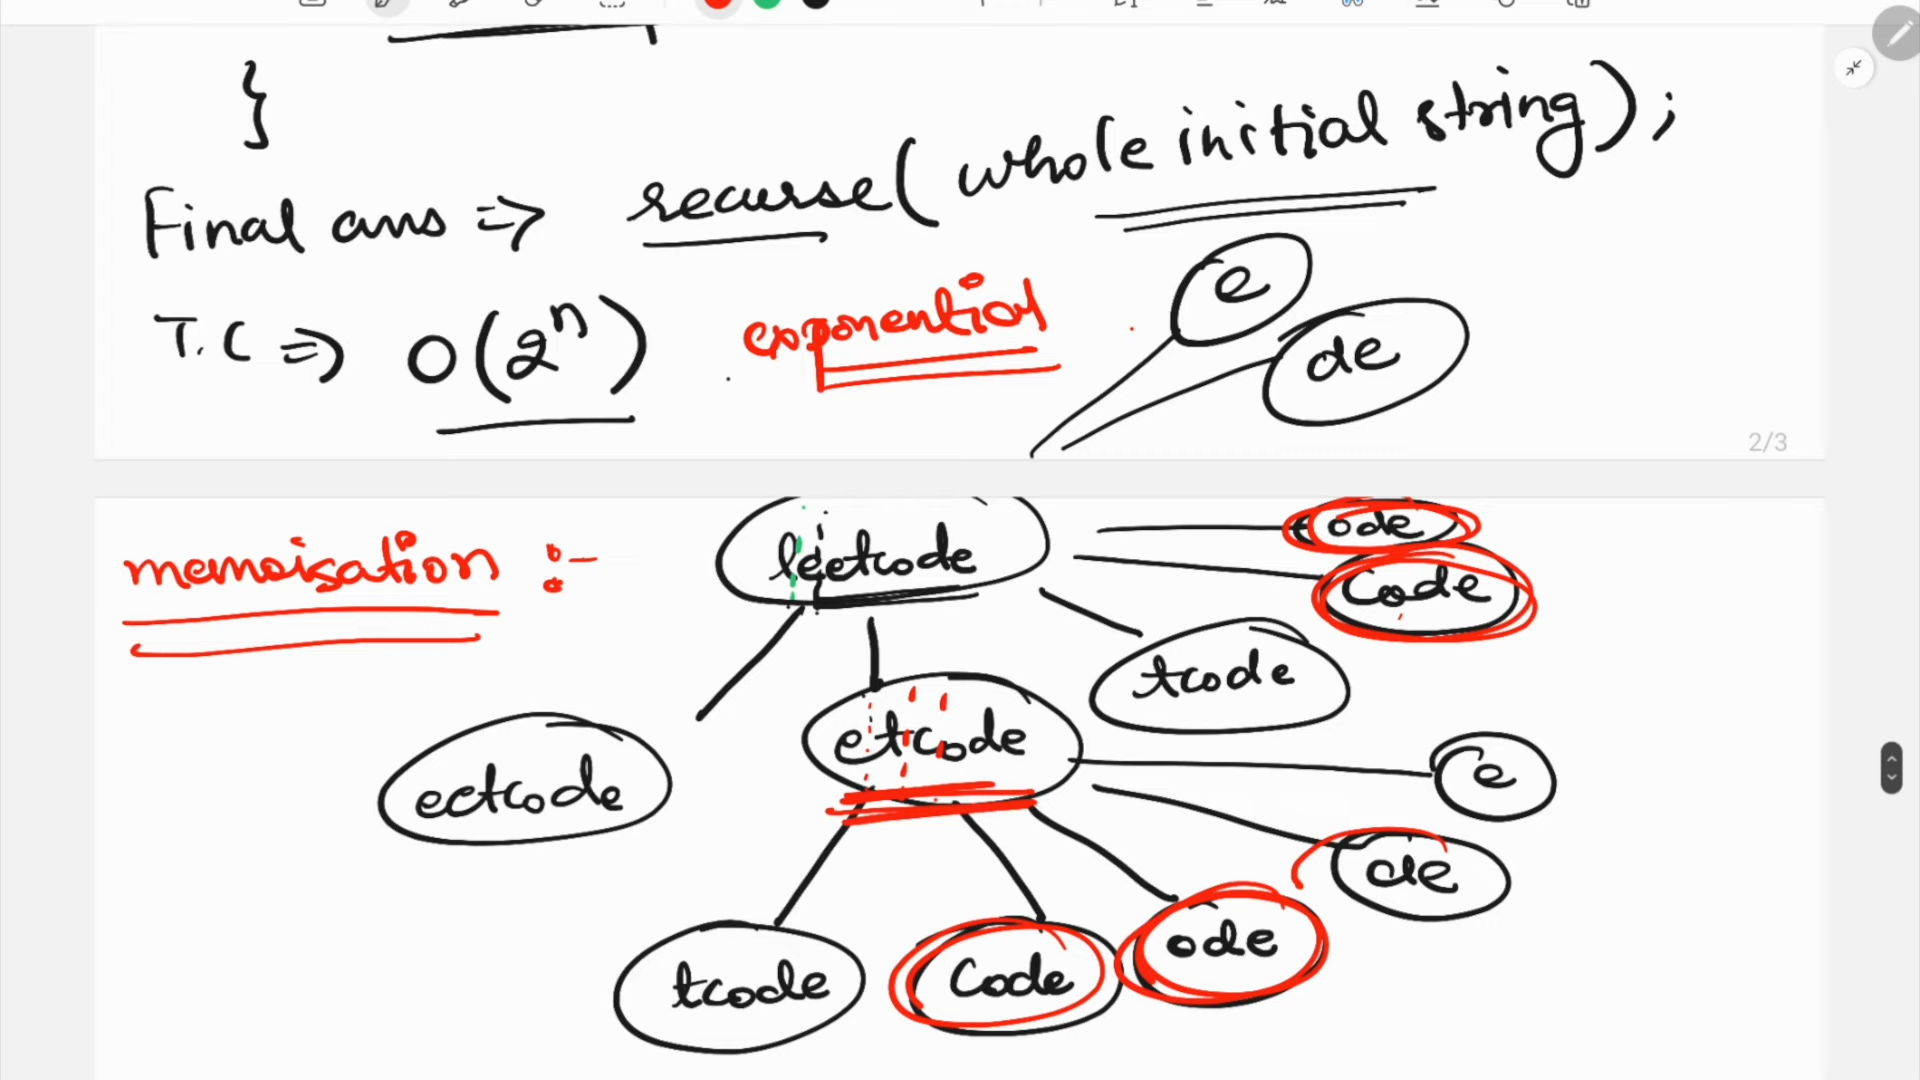 }
Final ans => recurse( whole initial string);
T.C => O(2^n) exponential
e
de
2/3
memoisation :-
leetcode
ode
Code
tcode
eetcode
etcode
e
de
tcode
Code
ode